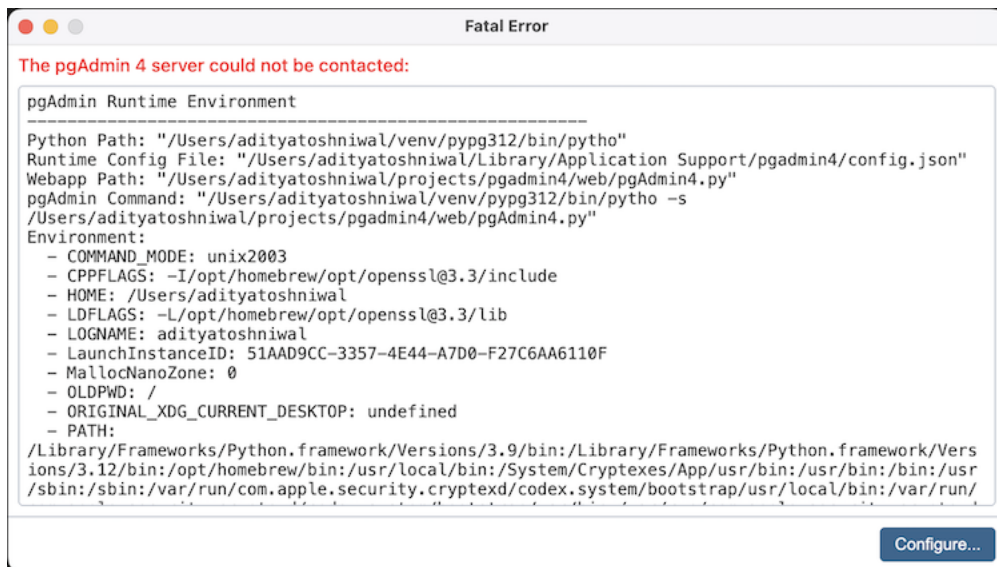 Fatal Error
The pgAdmin 4 server could not be contacted:
pgAdmin Runtime Environment
--------------------------------------------------------
Python Path: "/Users/adityatoshniwal/venv/pypg312/bin/pytho"
Runtime Config File: "/Users/adityatoshniwal/Library/Application Support/pgadmin4/config.json"
Webapp Path: "/Users/adityatoshniwal/projects/pgadmin4/web/pgAdmin4.py"
pgAdmin Command: "/Users/adityatoshniwal/venv/pypg312/bin/pytho -s
/Users/adityatoshniwal/projects/pgadmin4/web/pgAdmin4.py"
Environment:
- COMMAND_MODE: unix2003
- CPPFLAGS: -I/opt/homebrew/opt/openssl@3.3/include
- HOME: /Users/adityatoshniwal
- LDFLAGS: -L/opt/homebrew/opt/openssl@3.3/lib
- LOGNAME: adityatoshniwal
- LaunchInstanceID: 51AAD9CC-3357-4E44-A7D0-F27C6AA6110F
- MallocNanoZone: 0
- OLDPWD: /
- ORIGINAL_XDG_CURRENT_DESKTOP: undefined
- PATH:
/Library/Frameworks/Python.framework/Versions/3.9/bin:/Library/Frameworks/Python.framework/Vers
ions/3.12/bin:/opt/homebrew/bin:/usr/local/bin:/System/Cryptexes/App/usr/bin:/usr/bin:/bin:/usr
/sbin:/sbin:/var/run/com.apple.security.cryptexd/codex.system/bootstrap/usr/local/bin:/var/run/
Configure...